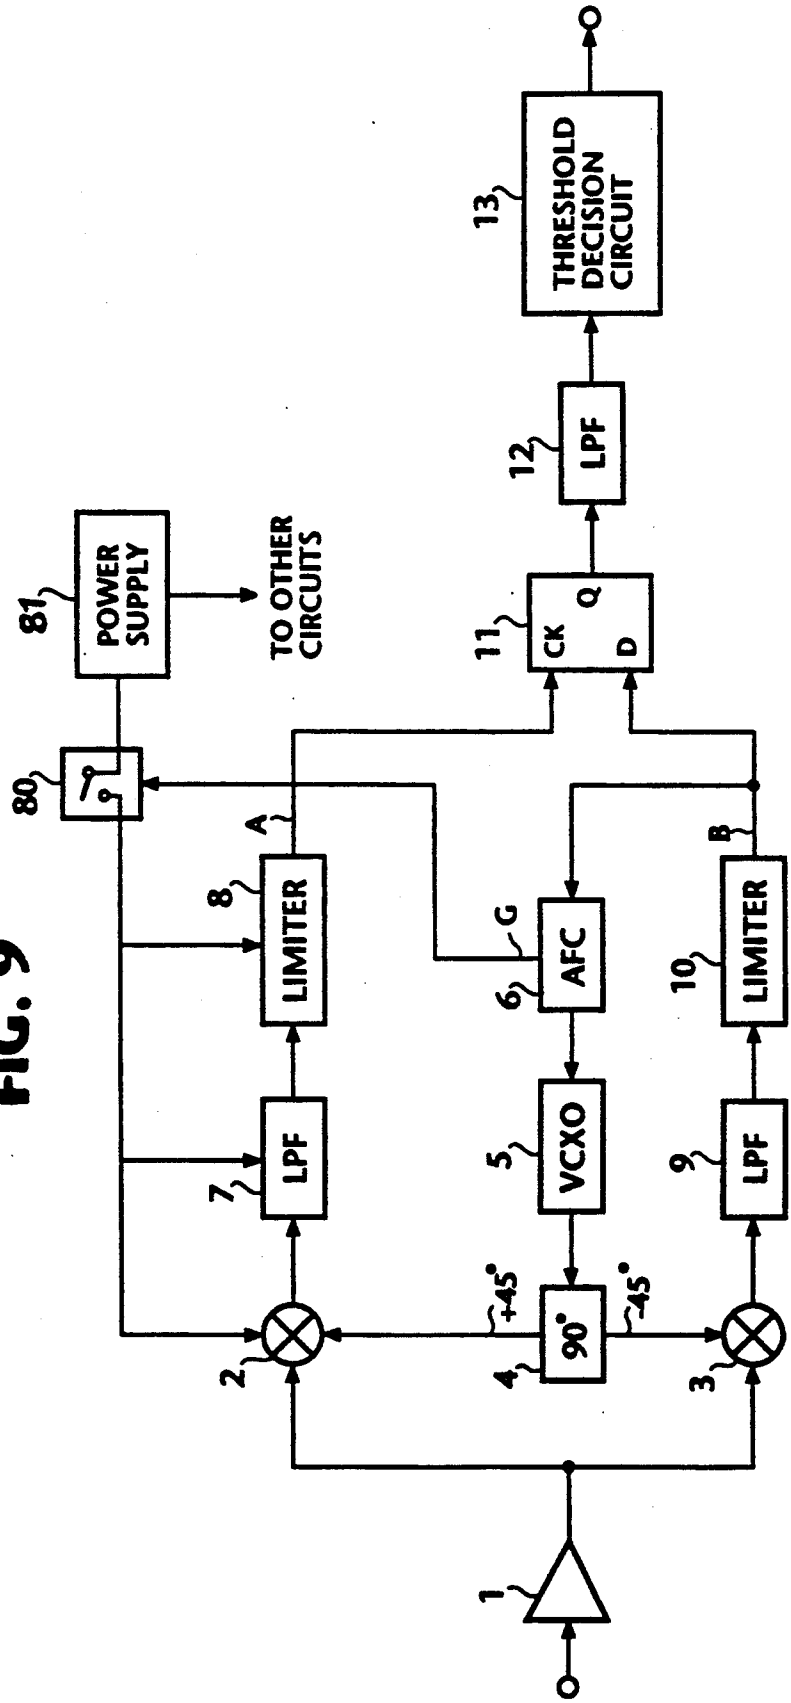 FIG. 9
80
81
POWER
SUPPLY
TO OTHER
CIRCUITS
2
7
LPF
8
LIMITER
A
1
4
90°
+45°
-45°
5
VCXO
6
AFC
G
3
9
LPF
10
LIMITER
B
11
CK
D
Q
12
LPF
13
THRESHOLD
DECISION
CIRCUIT